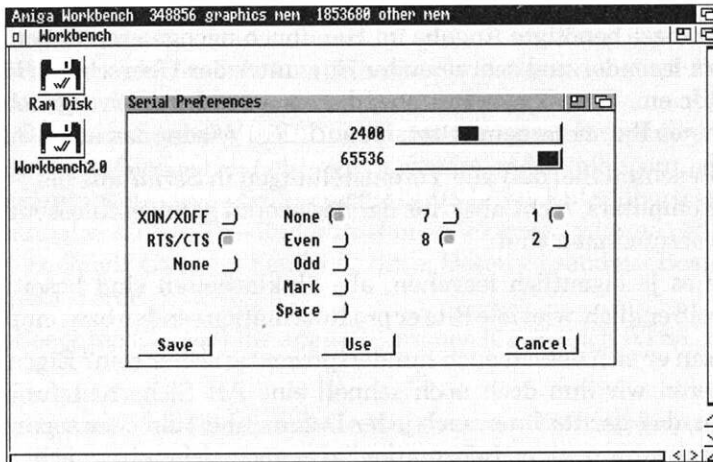 Amiga Workbench 348856 graphics mem 1853680 other mem
Workbench
Ram Disk
Workbench2.0
Serial Preferences
2400
65536
XON/XOFF None 7 1
RTS/CTS Even 8 2
None Odd
Mark
Space
Save Use Cancel